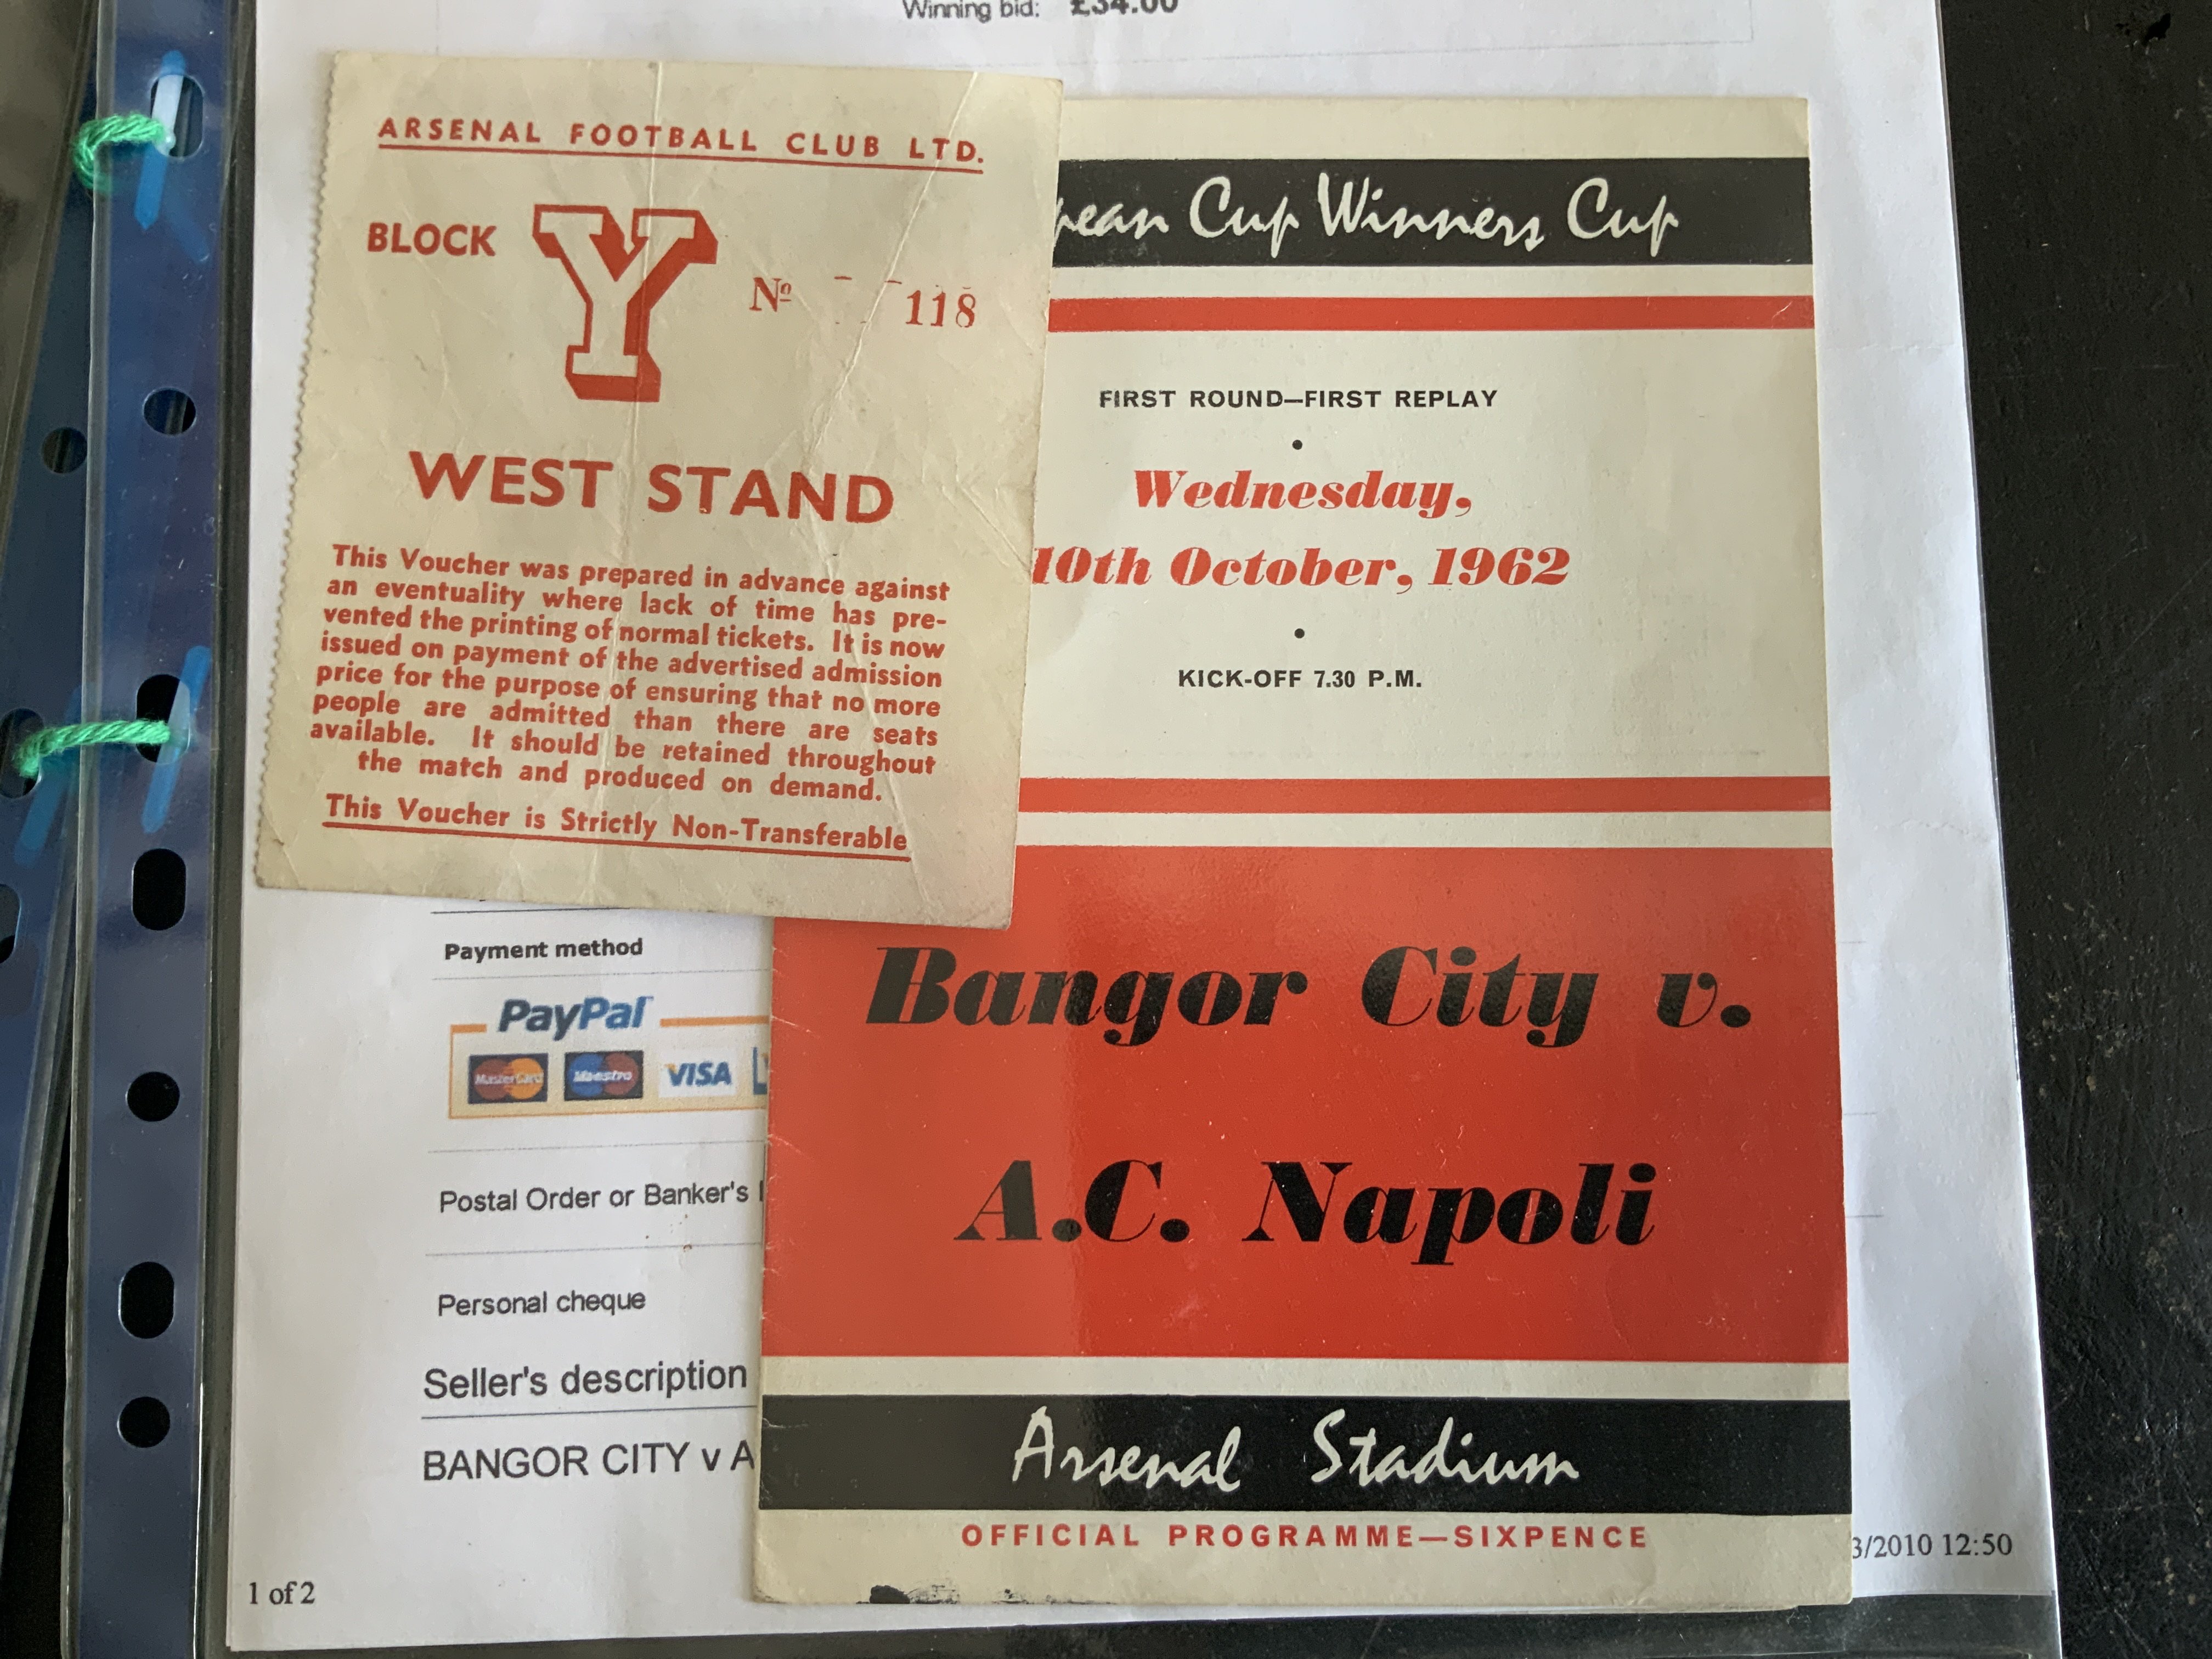 Winning bid: £34.00
ARSENAL FOOTBALL CLUB LTD.
BLOCK Y Nº 118
WEST STAND
This Voucher was prepared in advance against
an eventuality where lack of time has pre-
vented the printing of normal tickets. It is now
issued on payment of the advertised admission
price for the purpose of ensuring that no more
people are admitted than there are seats
available. It should be retained throughout
the match and produced on demand.
This Voucher is Strictly Non-Transferable
pean Cup Winners Cup
FIRST ROUND—FIRST REPLAY
Wednesday,
10th October, 1962
KICK-OFF 7.30 P.M.
Bangor City v.
A.C. Napoli
Arsenal Stadium
OFFICIAL PROGRAMME—SIXPENCE
Payment method
PayPal
MasterCard Maestro VISA
Postal Order or Banker's
Personal cheque
Seller's description
BANGOR CITY v A
1 of 2
3/2010 12:50